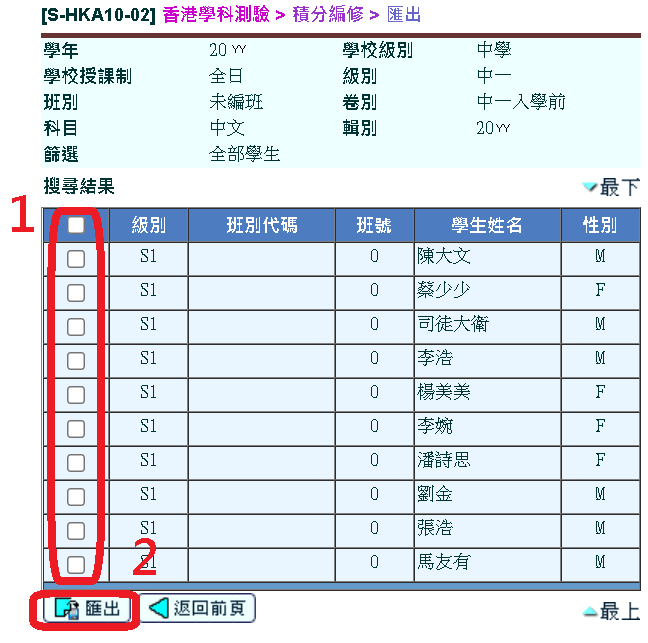 [S-HKA10-02] 香港學科測驗 > 積分編修 > 匯出
學年 20 YY 學校級別 中學
學校授課制 全日 級別 中一
班別 未編班 卷別 中一入學前
科目 中文 輯別 20YY
篩選 全部學生
搜尋結果 最下
1 級別 班別代碼 班號 學生姓名 性別
S1 0 陳大文 M
S1 0 蔡少少 F
S1 0 司徒大衛 M
S1 0 李浩 M
S1 0 楊美美 F
S1 0 李婉 F
S1 0 潘詩思 F
S1 0 劉金 M
S1 0 張浩 M
2 S1 0 馬友有 M
匯出 返回前頁 最上